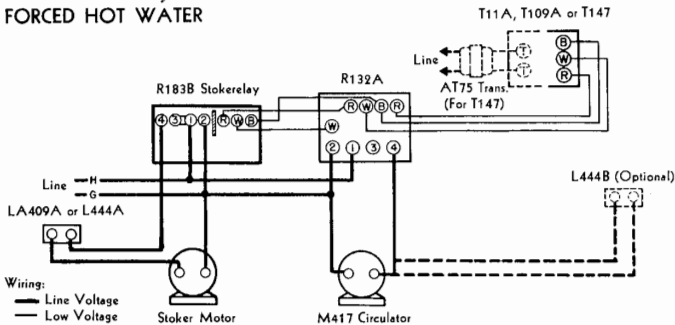 FORCED HOT WATER
T11A, T109A or T147
Line
T
T
B
W
R
AT75 Trans.
(For T147)
R183B Stokerelay
R132A
4 3 1 2 R W B
R W B R
W
2 1 3 4
Line H
G
L444B (Optional)
LA409A or L444A
Wiring:
Line Voltage
Low Voltage
Stoker Motor
M417 Circulator